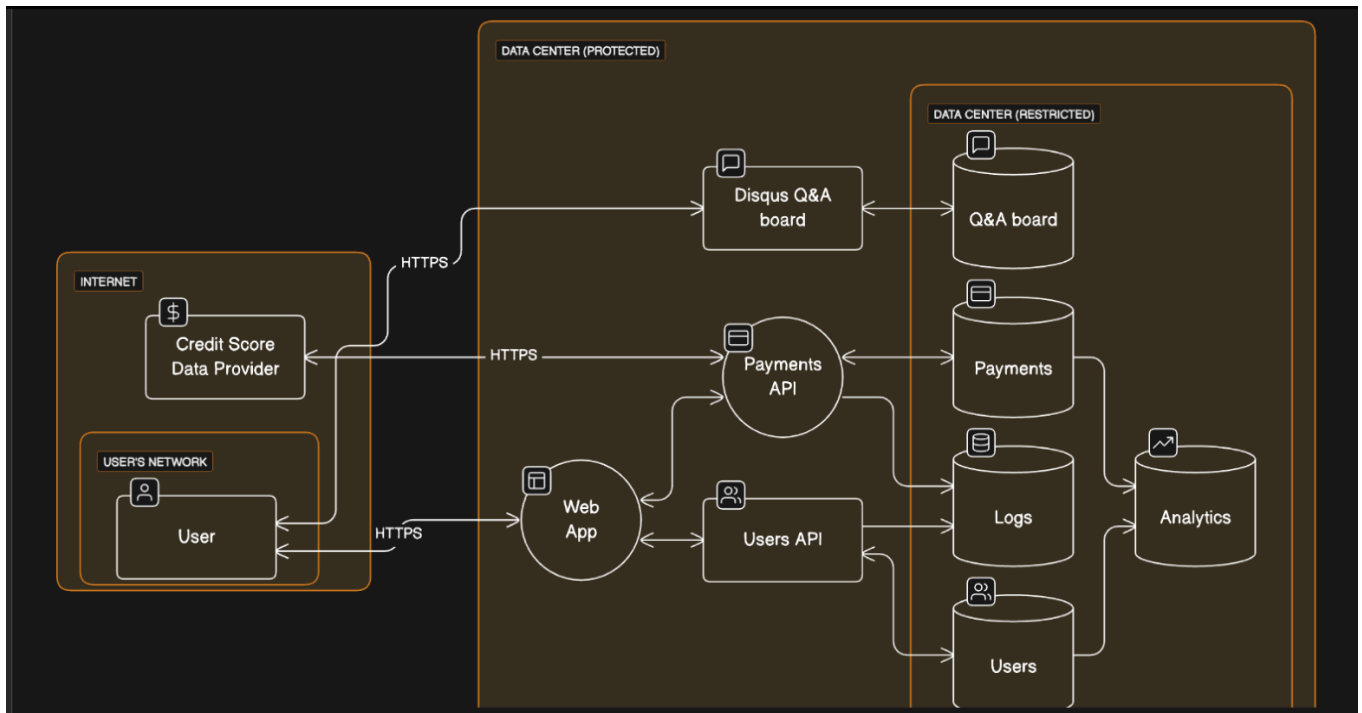 DATA CENTER (PROTECTED)
DATA CENTER (RESTRICTED)
Disqus Q&A
board
Q&A board
HTTPS
INTERNET
$
Credit Score
Data Provider
HTTPS
Payments
API
Payments
USER'S NETWORK
User
HTTPS
Web
App
Users API
Logs
Analytics
Users